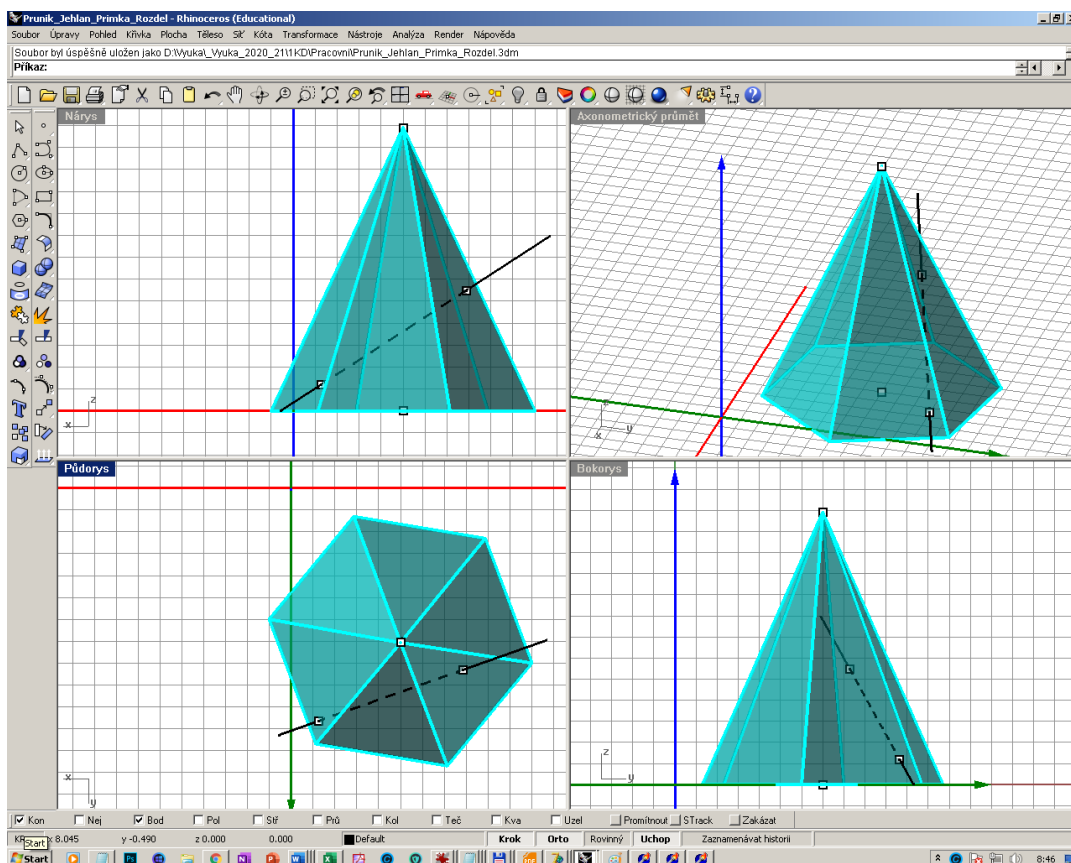 Prunik_Jehlan_Primka_Rozdel - Rhinoceros (Educational)
Soubor Úpravy Pohled Křivka Plocha Těleso Síť Kóta Transformace Nástroje Analýza Render Nápověda
Soubor byl úspěšně uložen jako D:\Vyuka\_Vyuka_2020_21\1KD\Pracovni\Prunik_Jehlan_Primka_Rozdel.3dm
Příkaz:
Nárys
Axonometrický průmět
z
x
z
x y
Půdorys
Bokorys
x
y
z
y
Kon Nej Bod Pol Stř Prů Kol Teč Kva Uzel Promítnout STrack Zakázat
x 8.045 y -0.490 z 0.000 0.000 Default Krok Orto Rovinný Uchop Zaznamenávat historii
Start
Start
8:46